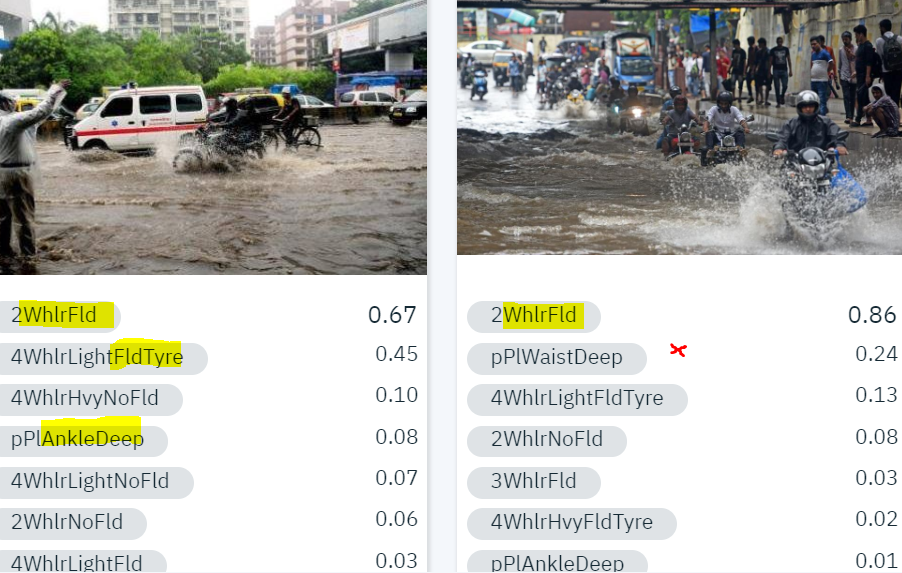 2WhlrFld 0.67
4WhlrLightFldTyre 0.45
4WhlrHvyNoFld 0.10
pPlAnkleDeep 0.08
4WhlrLightNoFld 0.07
2WhlrNoFld 0.06
4WhlrLightFld 0.03
2WhlrFld 0.86
pPlWaistDeep 0.24
4WhlrLightFldTyre 0.13
2WhlrNoFld 0.08
3WhlrFld 0.03
4WhlrHvyFldTyre 0.02
pPlAnkleDeep 0.01